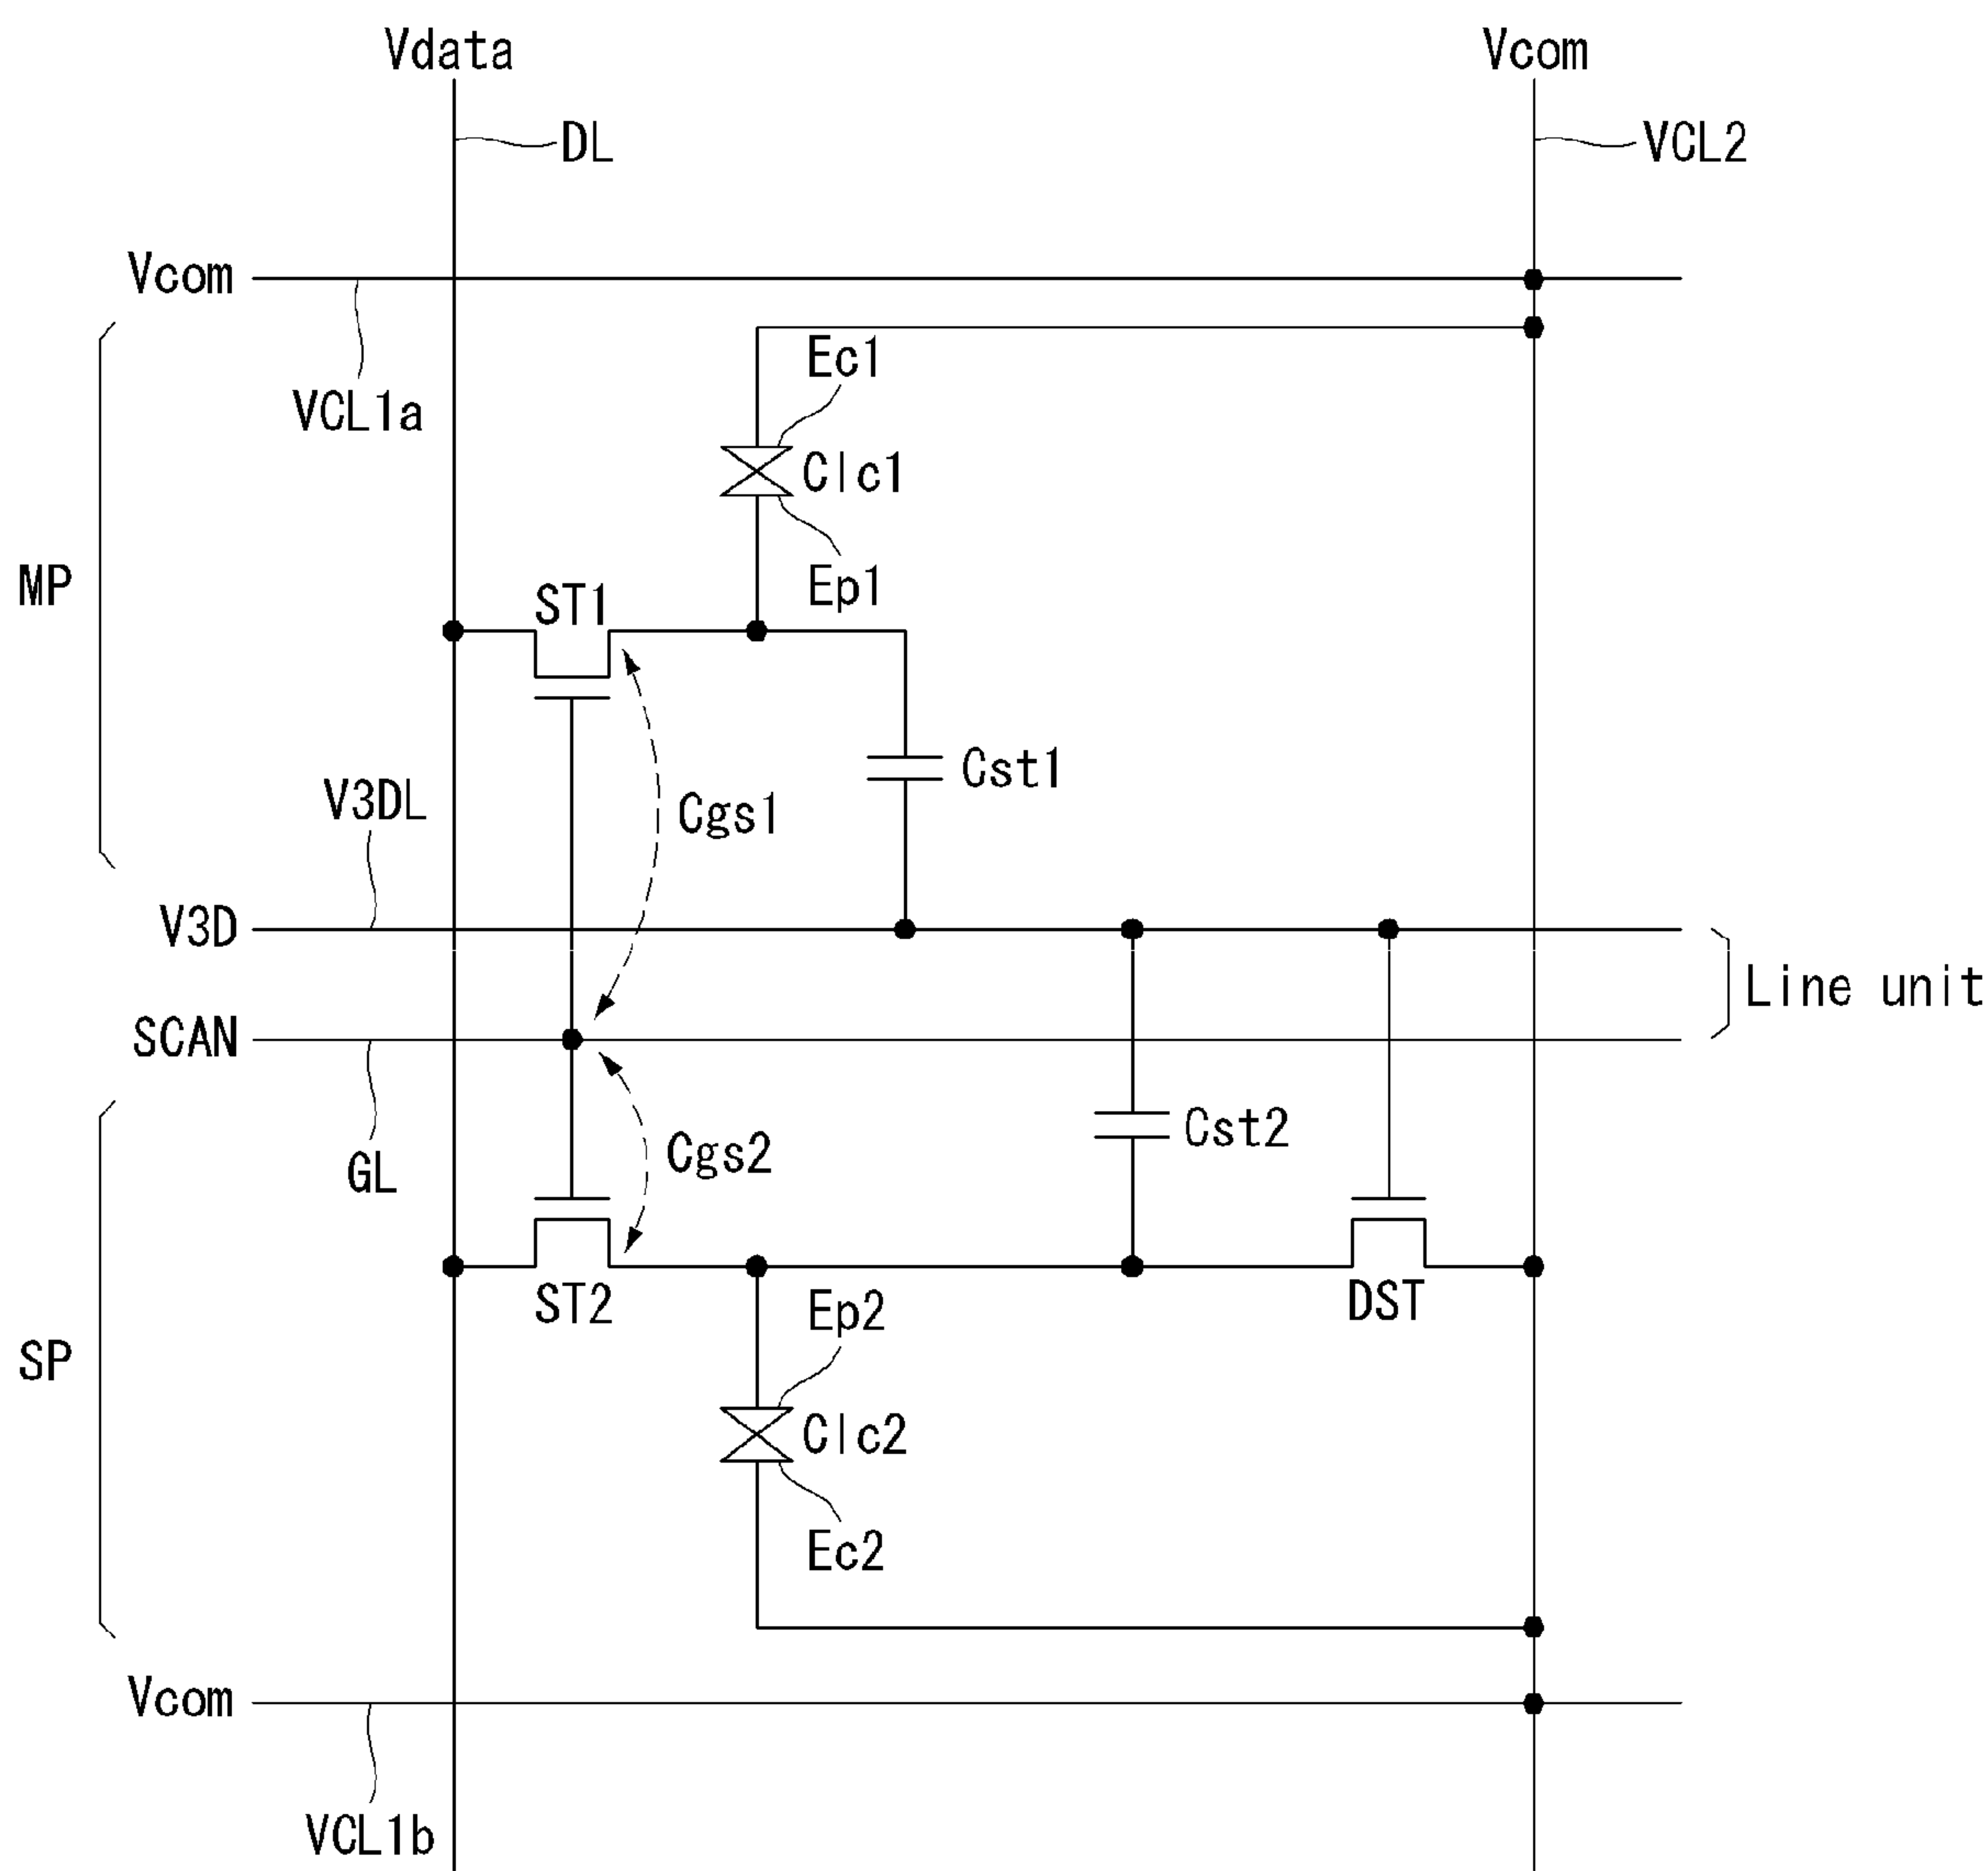 Vdata
Vcom
DL
VCL2
Vcom
Ec1
VCL1a
Clc1
MP
Ep1
ST1
Cst1
V3DL
Cgs1
V3D
Line unit
SCAN
Cst2
Cgs2
GL
ST2
Ep2
DST
SP
Clc2
Ec2
Vcom
VCL1b